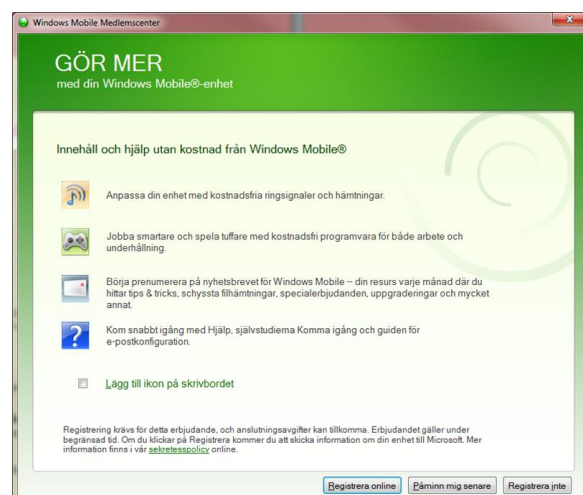 Windows Mobile Medlemscenter
GÖR MER
med din Windows Mobile®-enhet
Innehåll och hjälp utan kostnad från Windows Mobile®
Anpassa din enhet med kostnadsfria ringsignaler och hämtningar.
Jobba smartare och spela tuffare med kostnadsfri programvara för både arbete och
underhållning.
Börja prenumerera på nyhetsbrevet för Windows Mobile -- din resurs varje månad där du
hittar tips & tricks, schyssta filhämtningar, specialerbjudanden, uppgraderingar och mycket
annat.
Kom snabbt igång med Hjälp, självstudierna Komma igång och guiden för
e-postkonfiguration.
Lägg till ikon på skrivbordet
Registrering krävs för detta erbjudande, och anslutningsavgifter kan tillkomma. Erbjudandet gäller under
begränsad tid. Om du klickar på Registrera kommer du att skicka information om din enhet till Microsoft. Mer
information finns i vår sekretesspolicy online.
Registrera online Påminn mig senare Registrera inte